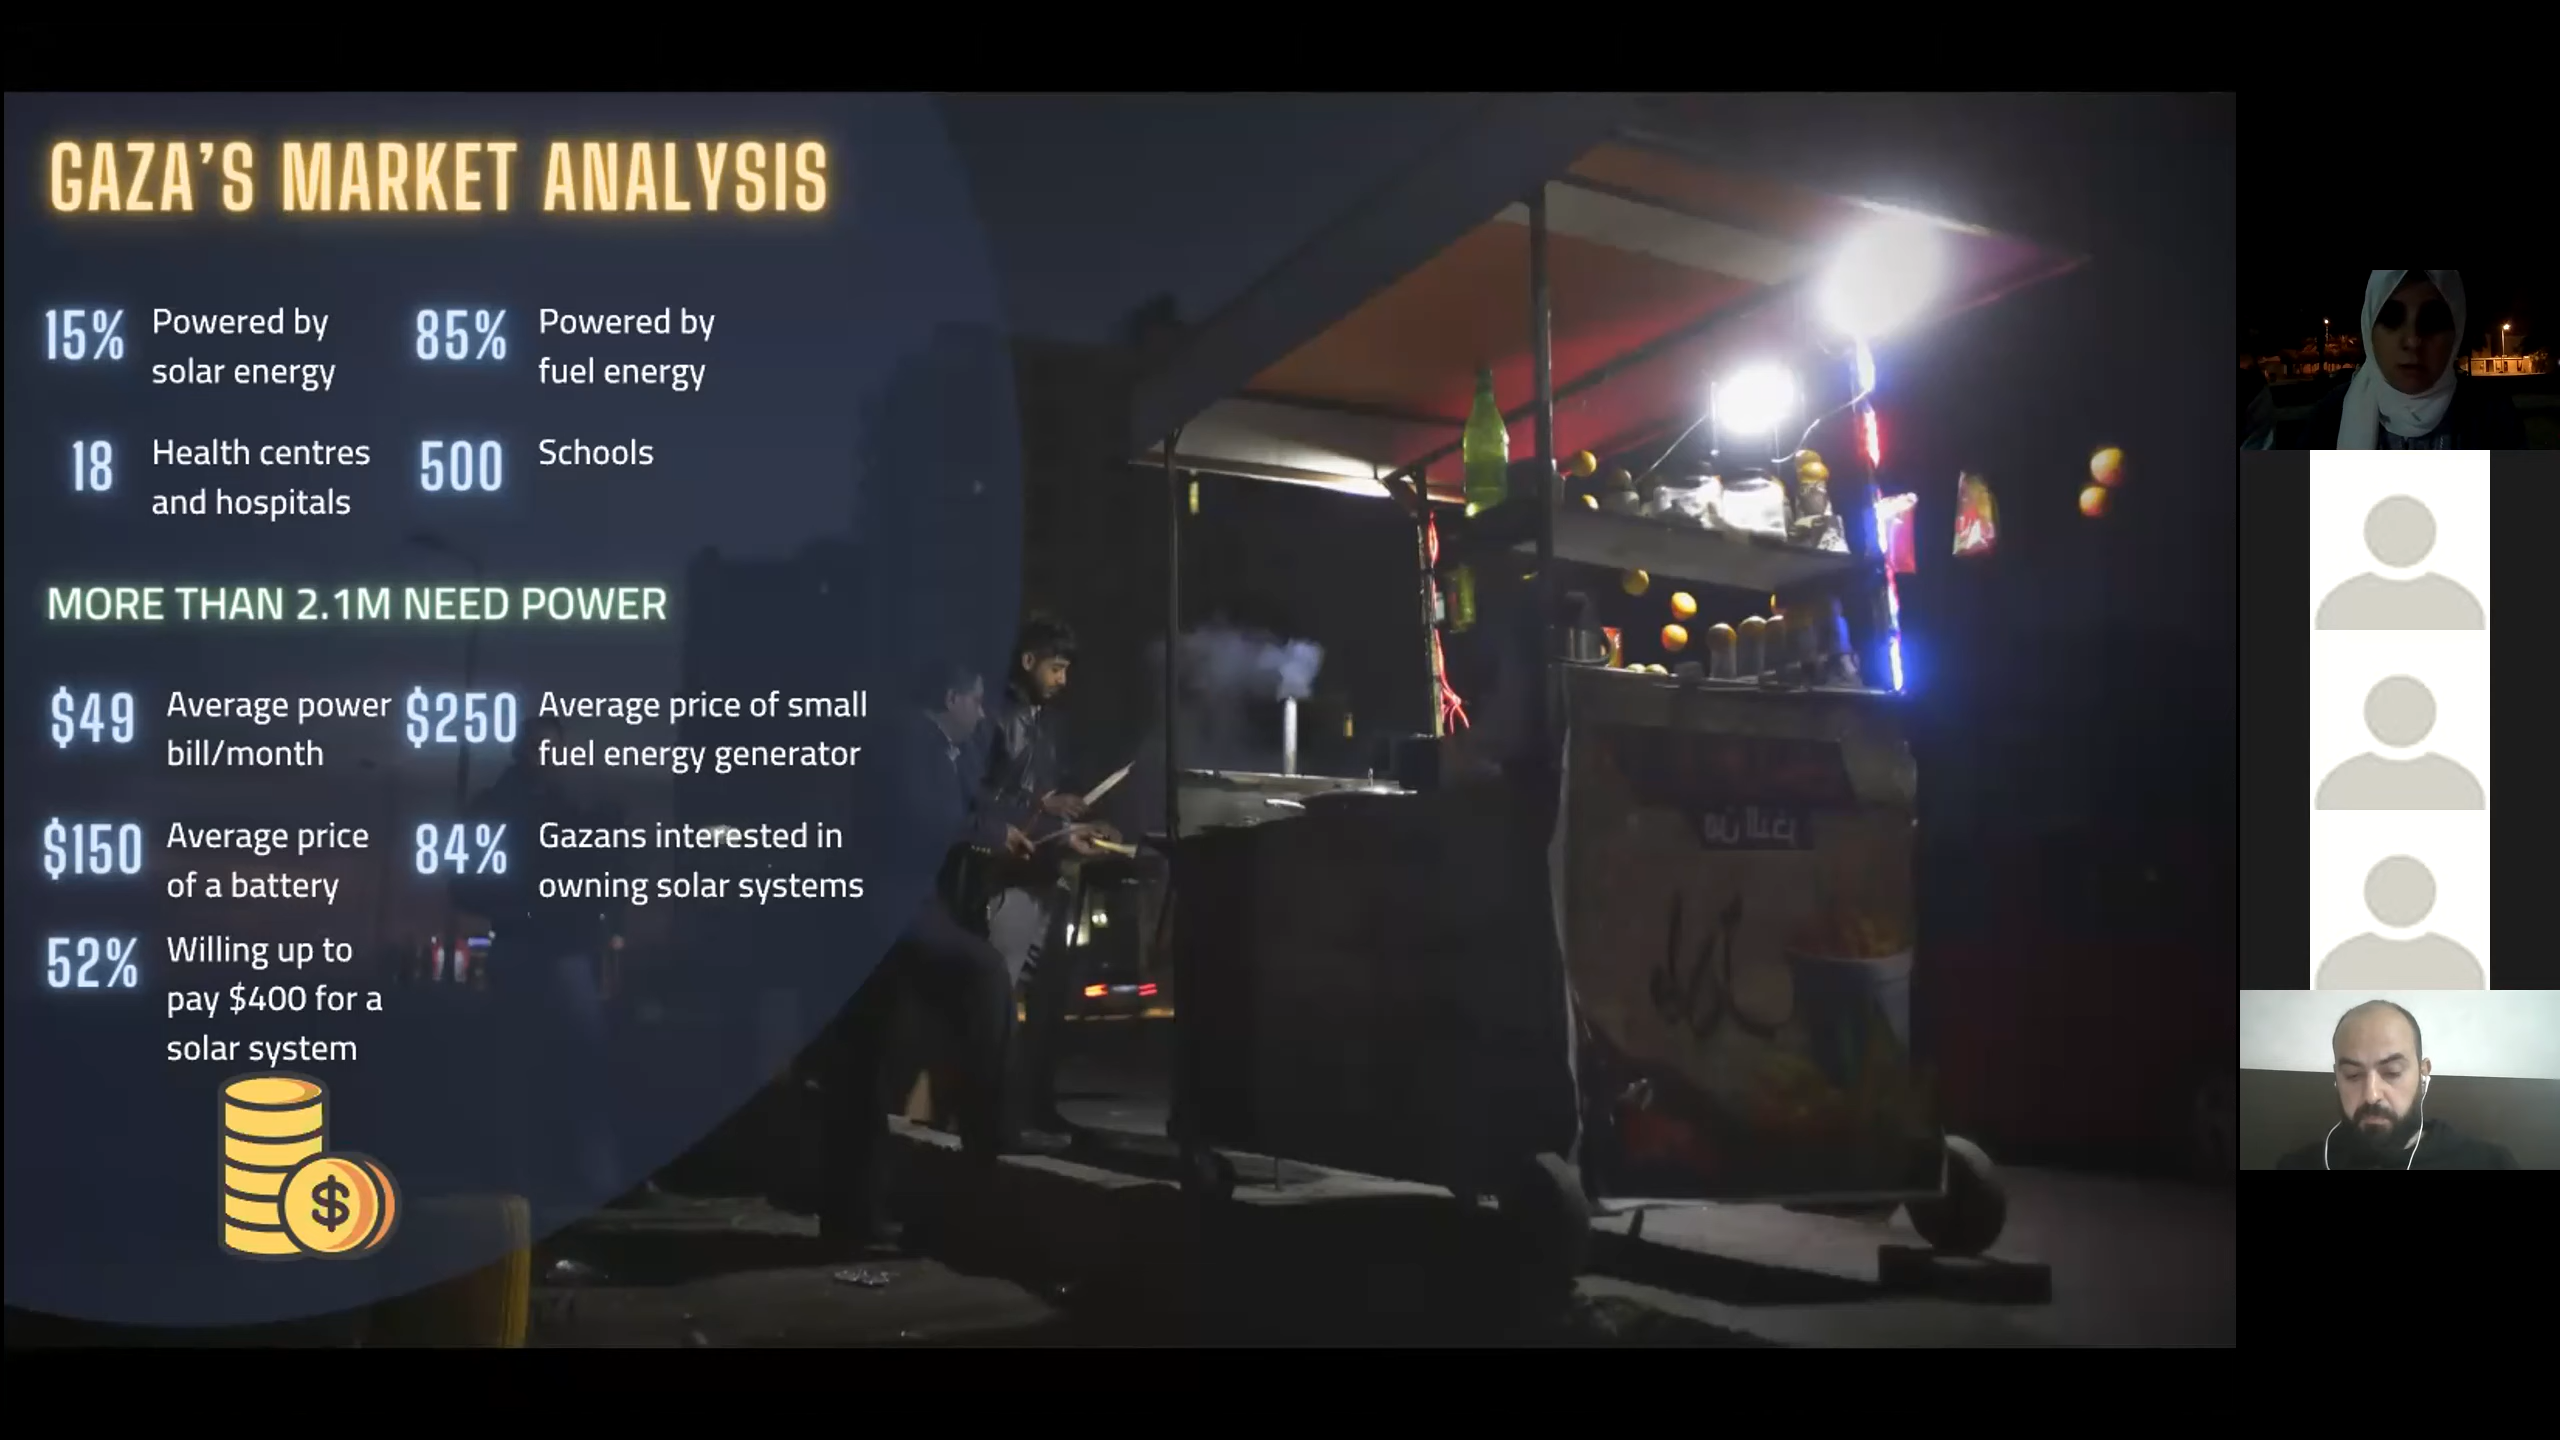 GAZA'S MARKET ANALYSIS
15% Powered by
solar energy
85% Powered by
fuel energy
18 Health centres
and hospitals
500 Schools
MORE THAN 2.1M NEED POWER
$49 Average power
bill/month
$250 Average price of small
fuel energy generator
$150 Average price
of a battery
84% Gazans interested in
owning solar systems
52% Willing up to
pay $400 for a
solar system
$